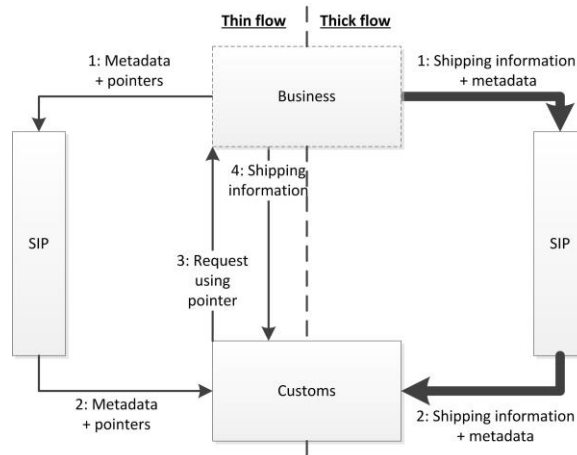 Thin flow
Thick flow
1: Metadata
+ pointers
Business
1: Shipping information
+ metadata
4: Shipping
information
SIP
SIP
3: Request
using
pointer
Customs
2: Metadata
+ pointers
2: Shipping information
+ metadata